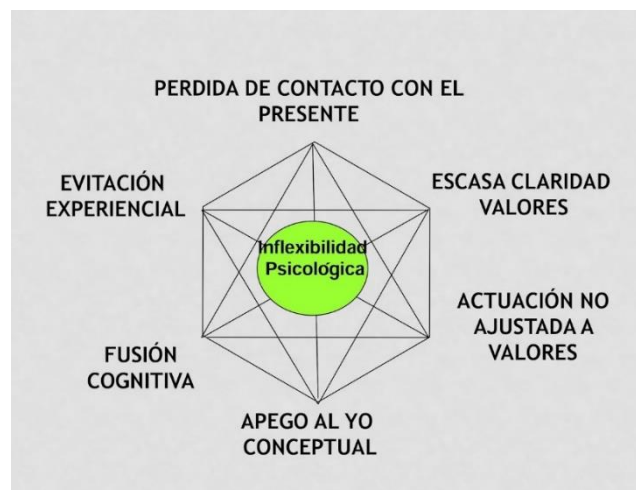 PERDIDA DE CONTACTO CON EL
PRESENTE
EVITACIÓN
EXPERIENCIAL
ESCASA CLARIDAD
VALORES
Inflexibilidad
Psicológica
FUSIÓN
COGNITIVA
ACTUACIÓN NO
AJUSTADA A
VALORES
APEGO AL YO
CONCEPTUAL